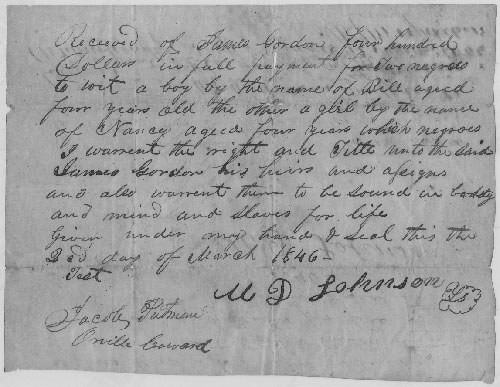 Received of James Gordon four hundred
Dollars in full payment for two negroes
to wit a boy by the name of Bill aged
four years old the other a girl by the name
of Nancy aged four years which negroes
I warrent the right and Title unto the said
James Gordon his heirs and asigns
and also warrent them to be sound in body
and mind and slaves for life
Given under my hand & seal this the
23rd day of March 1846 -
Test
M D Johnson
Jacob Putman
Orville Coward